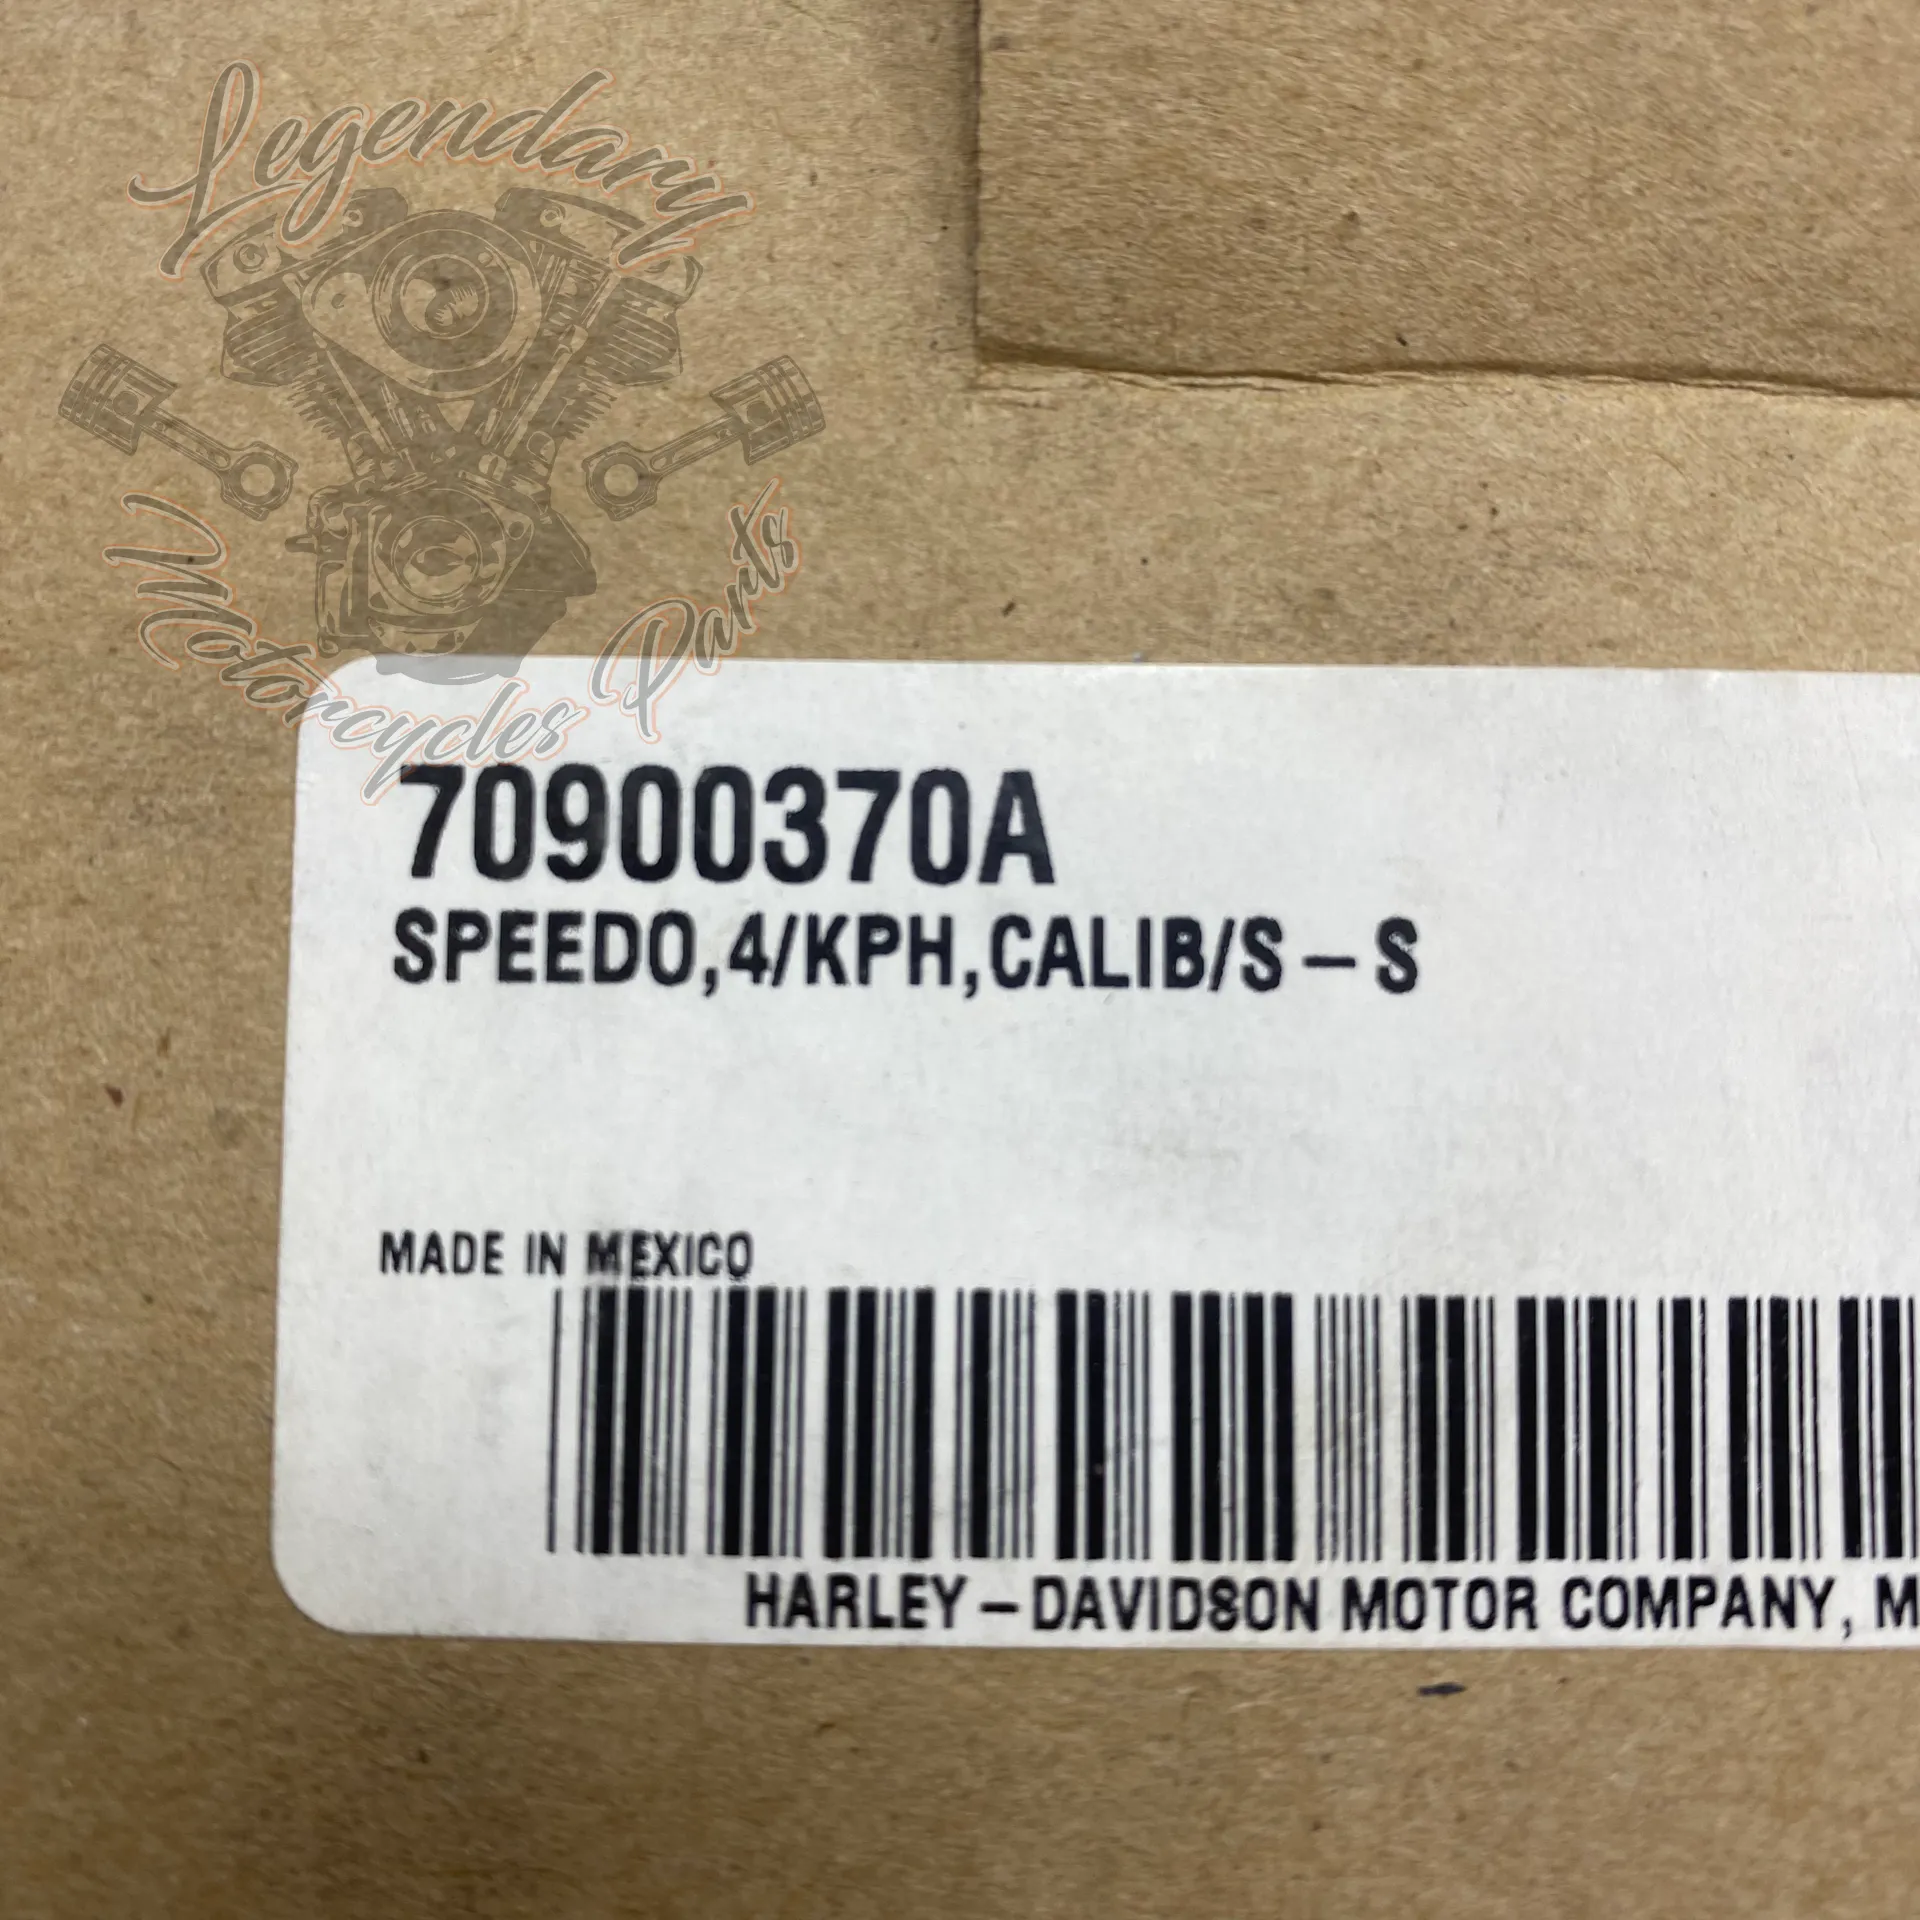 Legendary
Motorcycles Parts
70900370A
SPEEDO,4/KPH,CALIB/S-S
MADE IN MEXICO
HARLEY-DAVIDSON MOTOR COMPANY, M